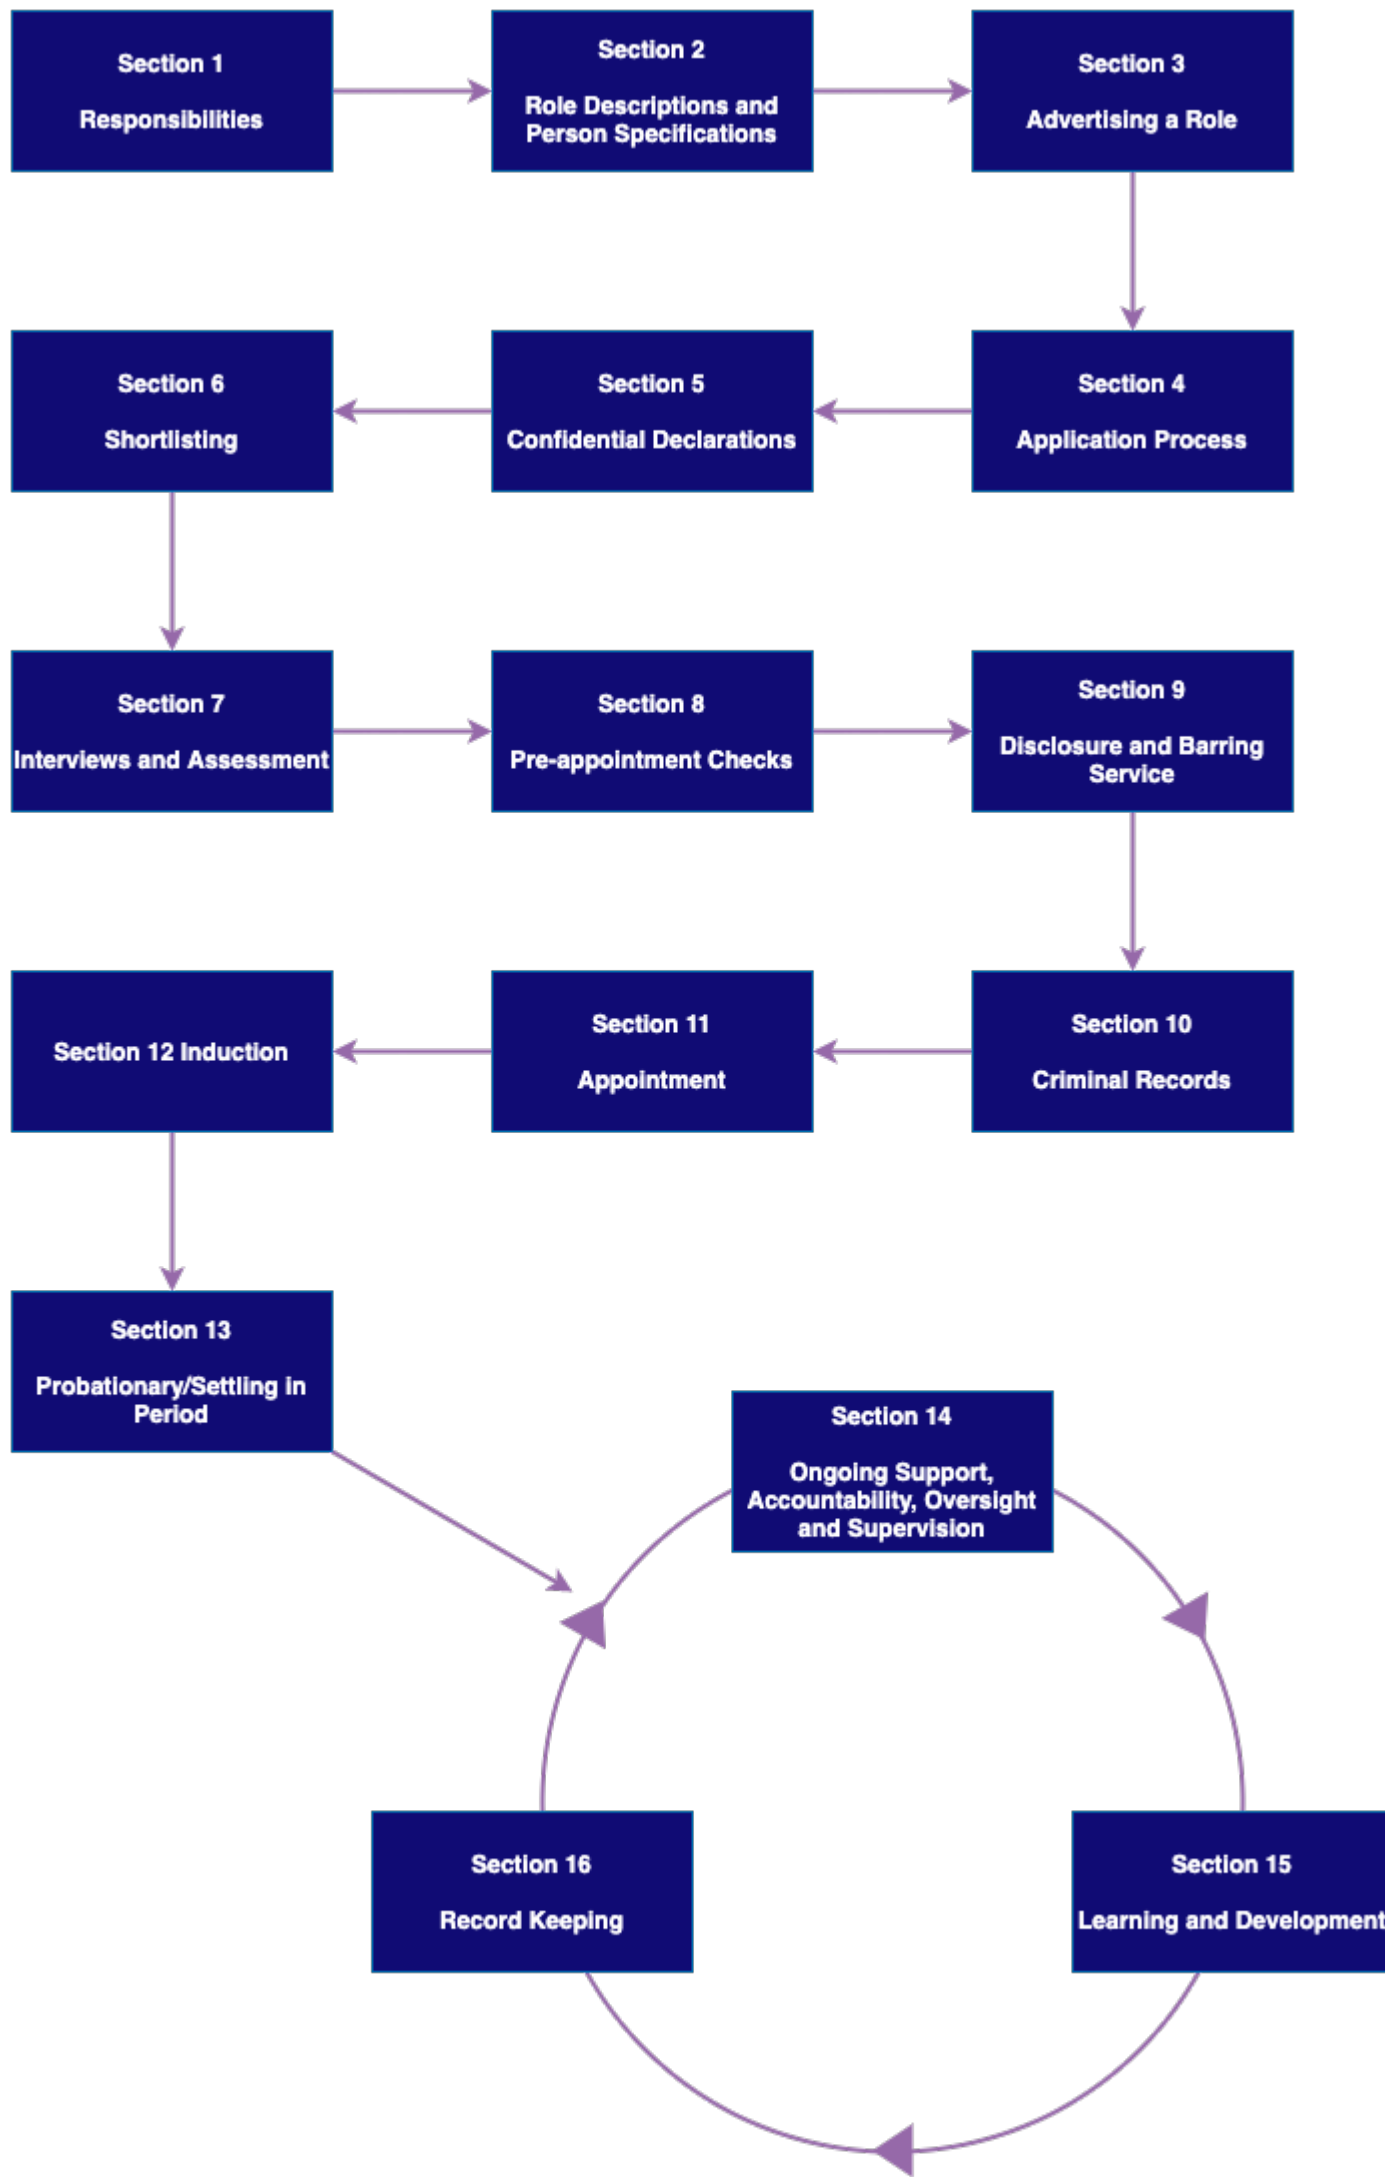 Section 1
Responsibilities
Section 2
Role Descriptions and
Person Specifications
Section 3
Advertising a Role
Section 4
Application Process
Section 5
Confidential Declarations
Section 6
Shortlisting
Section 7
Interviews and Assessment
Section 8
Pre-appointment Checks
Section 9
Disclosure and Barring
Service
Section 10
Criminal Records
Section 11
Appointment
Section 12 Induction
Section 13
Probationary/Settling in
Period
Section 14
Ongoing Support,
Accountability, Oversight
and Supervision
Section 15
Learning and Development
Section 16
Record Keeping